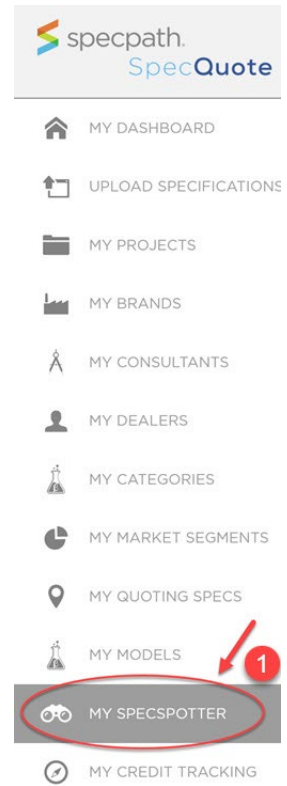 specpath.
SpecQuote
MY DASHBOARD
UPLOAD SPECIFICATIONS
MY PROJECTS
MY BRANDS
MY CONSULTANTS
MY DEALERS
MY CATEGORIES
MY MARKET SEGMENTS
MY QUOTING SPECS
MY MODELS
1
MY SPECSPOTTER
MY CREDIT TRACKING